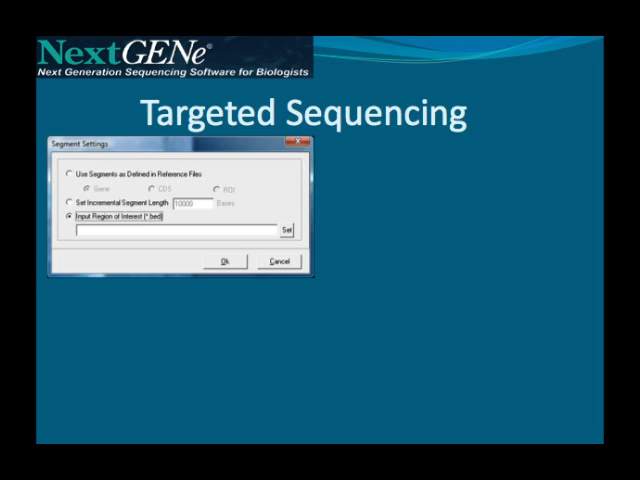 NextGENe®
Next Generation Sequencing Software for Biologists
Targeted Sequencing
Segment Settings
Use Segments as Defined in Reference Files
Gene CDS ROI
Set Incremental Segment Length 10000 Bases
Input Region of Interest (*.bed)
Set
Ok Cancel